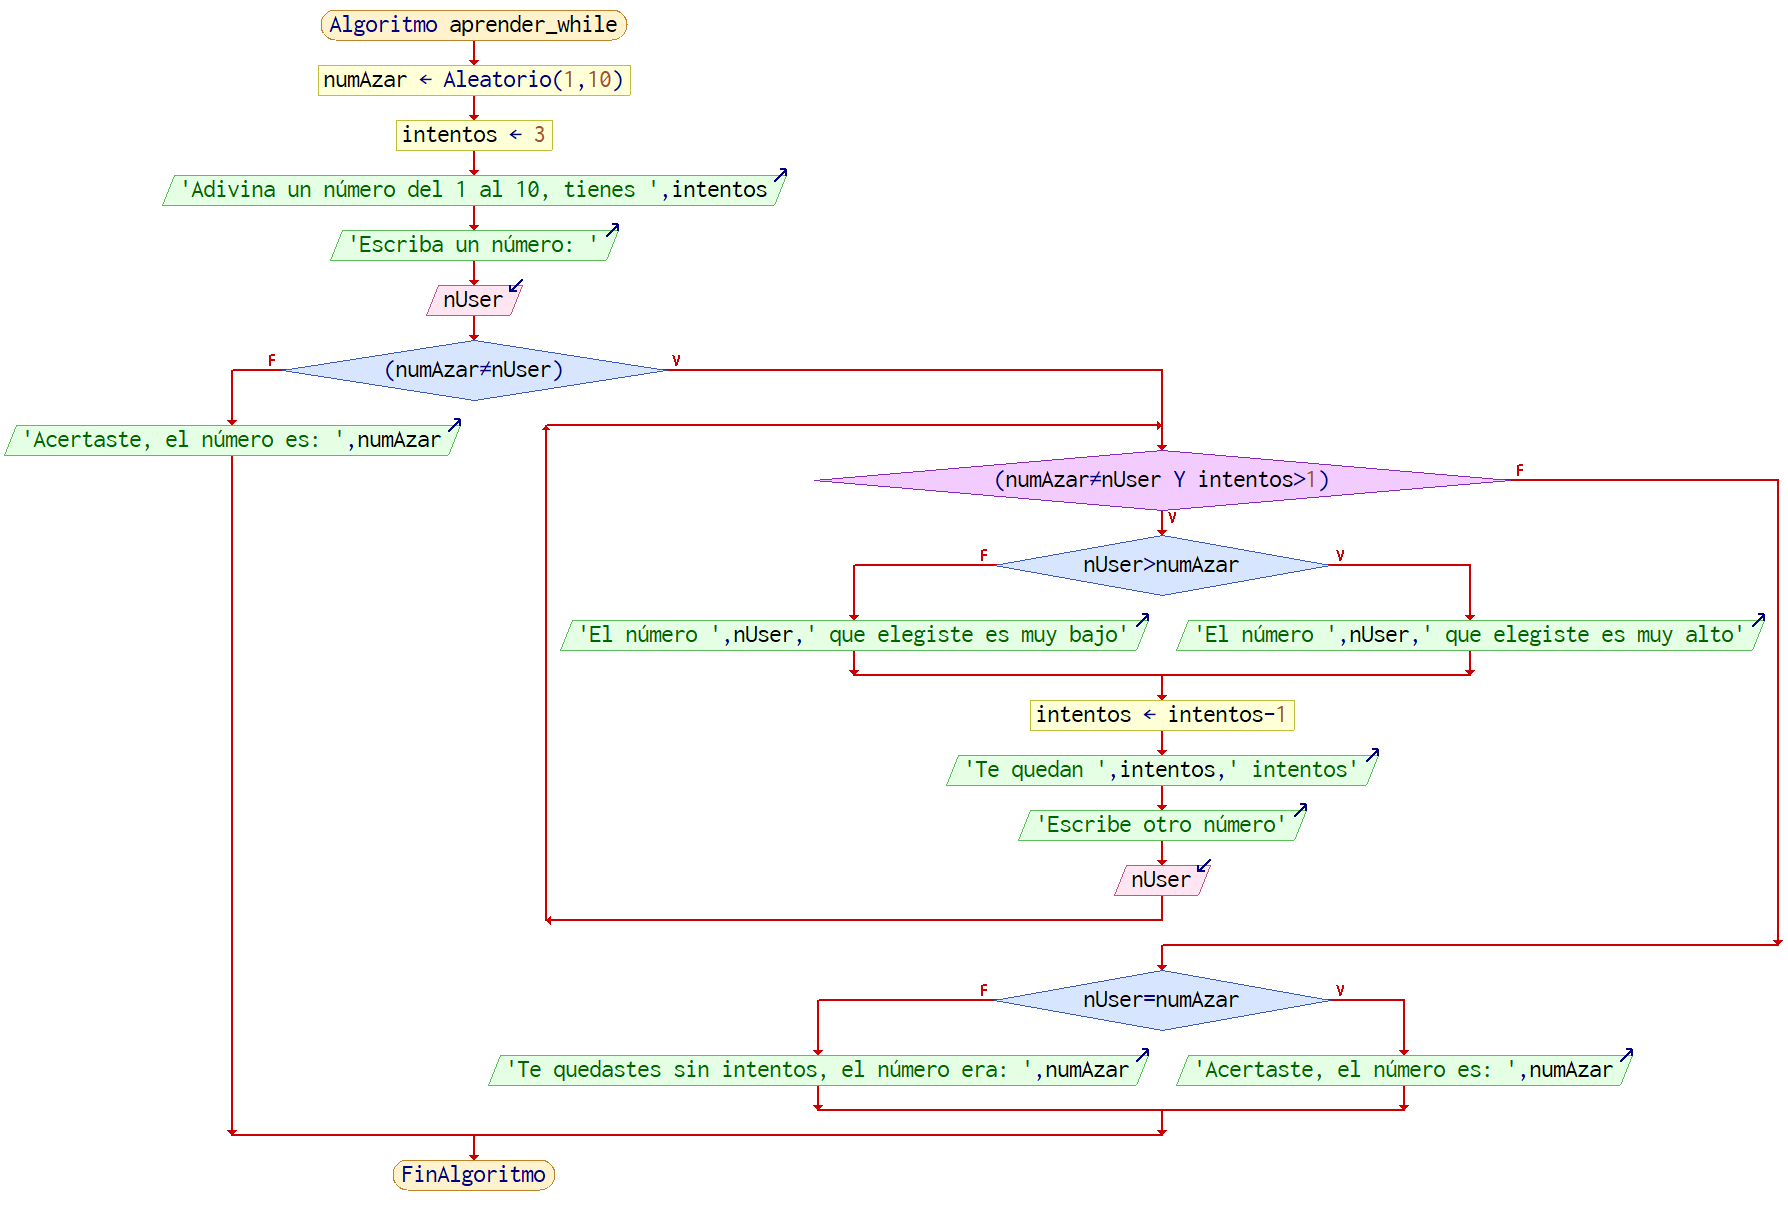 Algoritmo aprender_while
numAzar ← Aleatorio(1,10)
intentos ← 3
'Adivina un número del 1 al 10, tienes ',intentos
'Escriba un número: '
nUser
(numAzar≠nUser)
F
V
'Acertaste, el número es: ',numAzar
(numAzar≠nUser Y intentos>1)
F
V
nUser>numAzar
F
V
'El número ',nUser,' que elegiste es muy bajo'
'El número ',nUser,' que elegiste es muy alto'
intentos ← intentos-1
'Te quedan ',intentos,' intentos'
'Escribe otro número'
nUser
nUser=numAzar
F
V
'Te quedastes sin intentos, el número era: ',numAzar
'Acertaste, el número es: ',numAzar
FinAlgoritmo